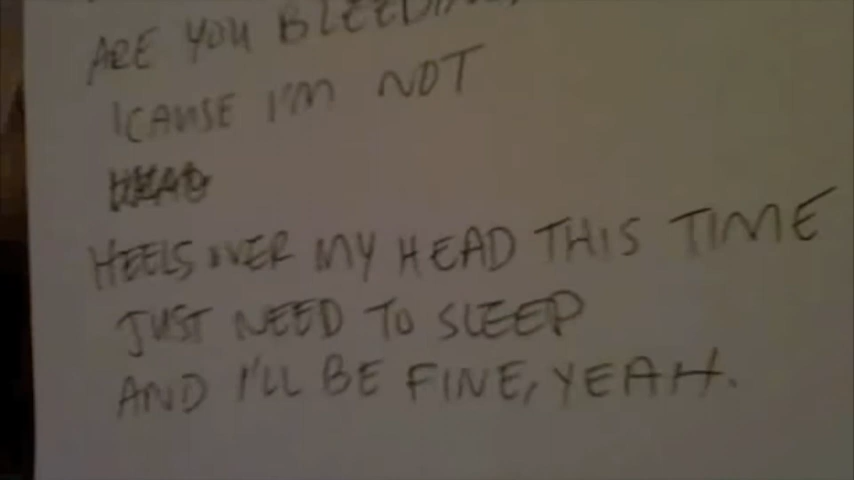 ARE YOU BLEEDING,
'CAUSE I'M NOT
HEELS OVER MY HEAD THIS TIME
JUST NEED TO SLEEP
AND I'LL BE FINE, YEAH.